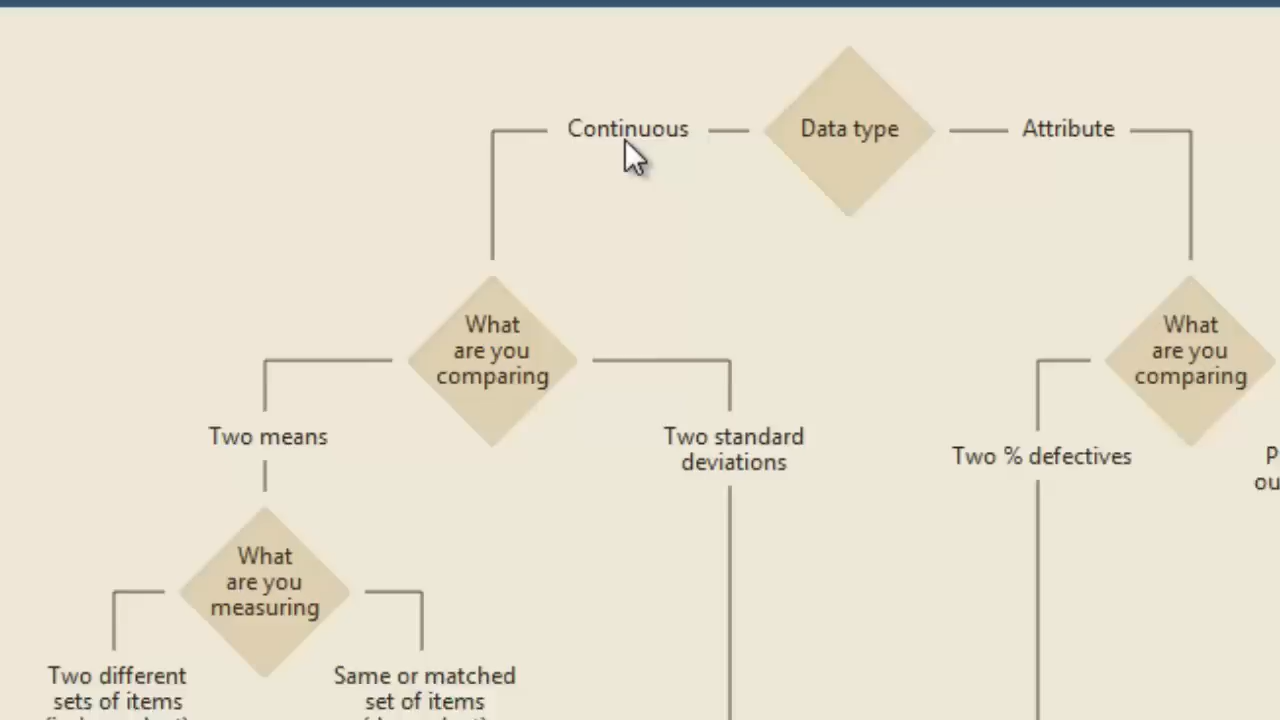 Continuous
Data type
Attribute
What
are you
comparing
What
are you
comparing
Two means
Two standard
deviations
Two % defectives
What
are you
measuring
Two different
sets of items
Same or matched
set of items